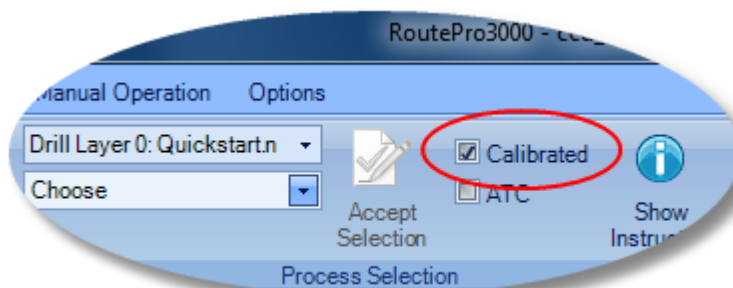 RoutePro3000 -
Manual Operation Options
Drill Layer 0: Quickstart.n
Choose
Accept
Selection
Calibrated
ATC
Show
Process Selection